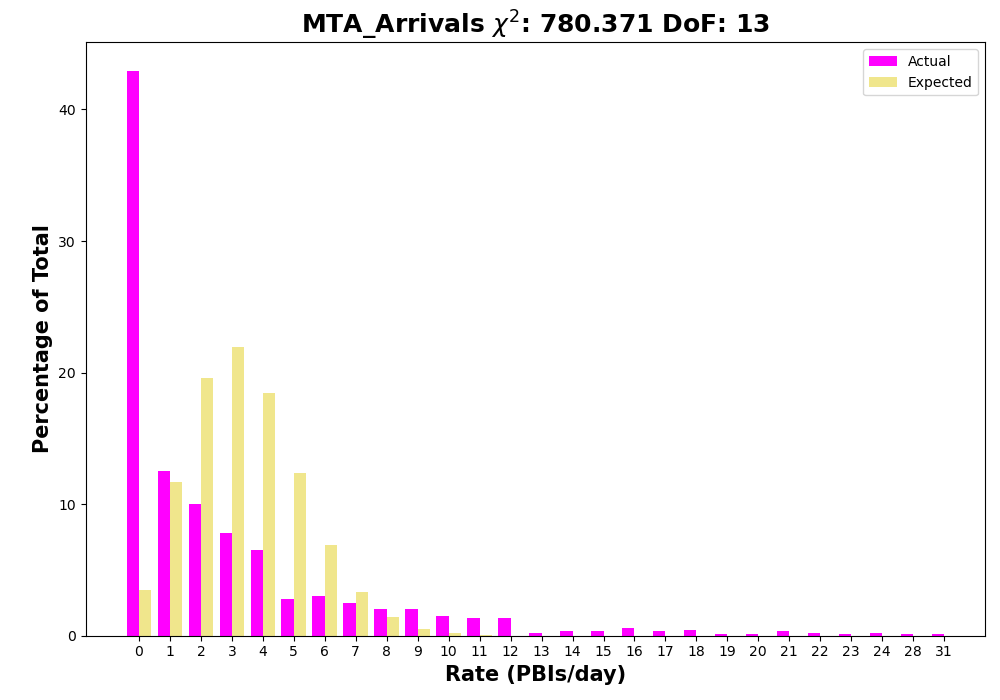 MTA_Arrivals χ²: 780.371 DoF: 13
Actual
Expected
40
30
20
10
0
Percentage of Total
0 1 2 3 4 5 6 7 8 9 10 11 12 13 14 15 16 17 18 19 20 21 22 23 24 28 31
Rate (PBIs/day)